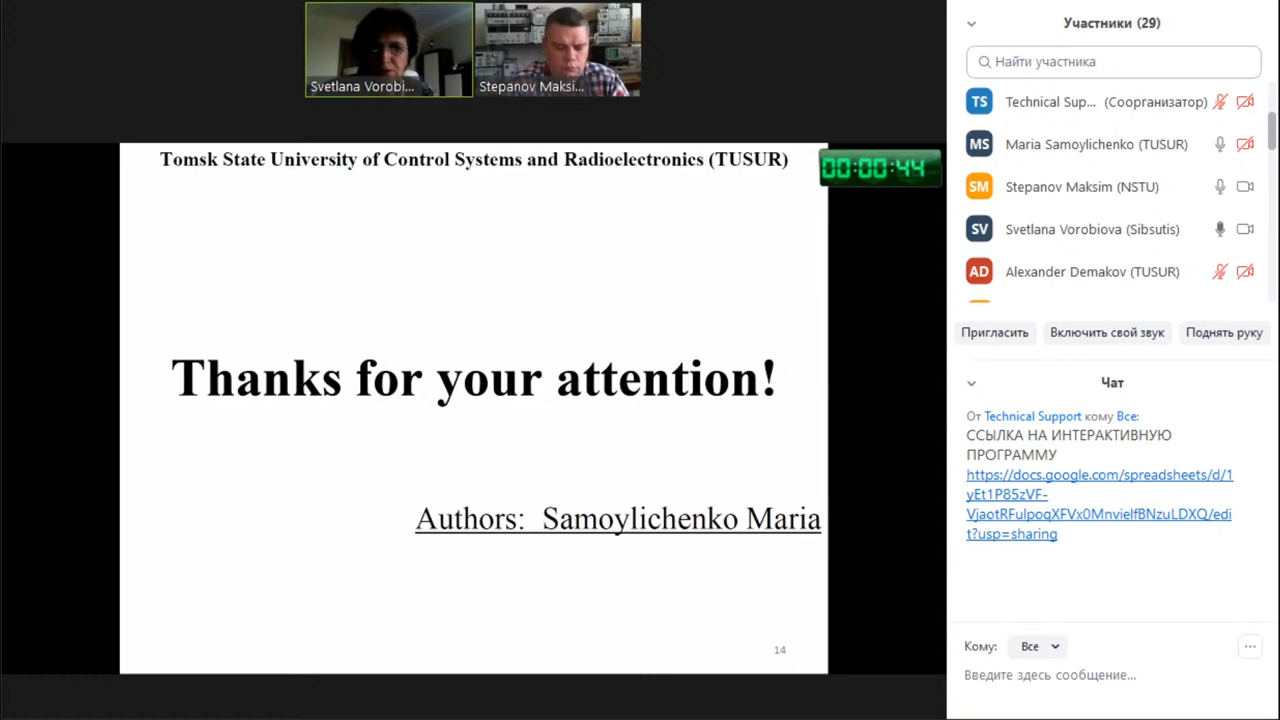 Svetlana Vorobi...
Stepanov Maksi...
Tomsk State University of Control Systems and Radioelectronics (TUSUR)
00:00:44
Thanks for your attention!
Authors: Samoylichenko Maria
14
Участники (29)
Найти участника
TS Technical Sup... (Соорганизатор)
MS Maria Samoylichenko (TUSUR)
SM Stepanov Maksim (NSTU)
SV Svetlana Vorobiova (Sibsutis)
AD Alexander Demakov (TUSUR)
Пригласить Включить свой звук Поднять руку
Чат
От Technical Support кому Все:
ССЫЛКА НА ИНТЕРАКТИВНУЮ
ПРОГРАММУ
https://docs.google.com/spreadsheets/d/1
yEt1P85zVF-
VjaotRFulpoqXFVx0MnvielfBNzuLDXQ/edi
t?usp=sharing
Кому: Все
Введите здесь сообщение...